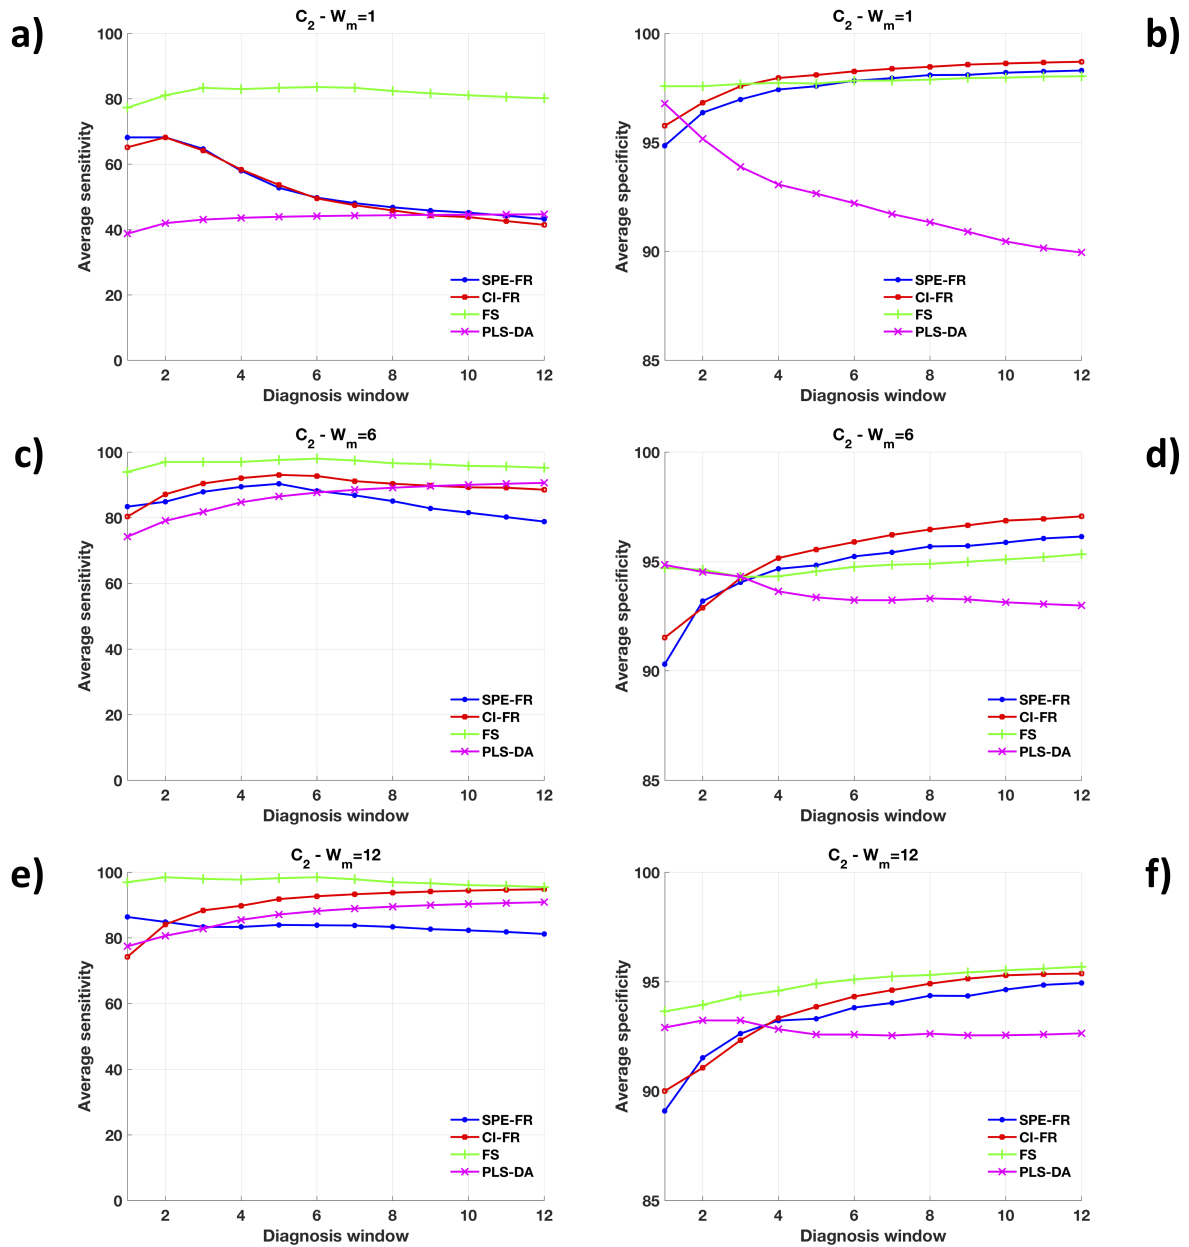 a)
C2 - Wm=1
100
80
60
40
20
0
Average sensitivity
2 4 6 8 10 12
Diagnosis window
SPE-FR
CI-FR
FS
PLS-DA
b)
C2 - Wm=1
100
95
90
85
Average specificity
2 4 6 8 10 12
Diagnosis window
SPE-FR
CI-FR
FS
PLS-DA
c)
C2 - Wm=6
100
80
60
40
20
0
Average sensitivity
2 4 6 8 10 12
Diagnosis window
SPE-FR
CI-FR
FS
PLS-DA
d)
C2 - Wm=6
100
95
90
85
Average specificity
2 4 6 8 10 12
Diagnosis window
SPE-FR
CI-FR
FS
PLS-DA
e)
C2 - Wm=12
100
80
60
40
20
0
Average sensitivity
2 4 6 8 10 12
Diagnosis window
SPE-FR
CI-FR
FS
PLS-DA
f)
C2 - Wm=12
100
95
90
85
Average specificity
2 4 6 8 10 12
Diagnosis window
SPE-FR
CI-FR
FS
PLS-DA